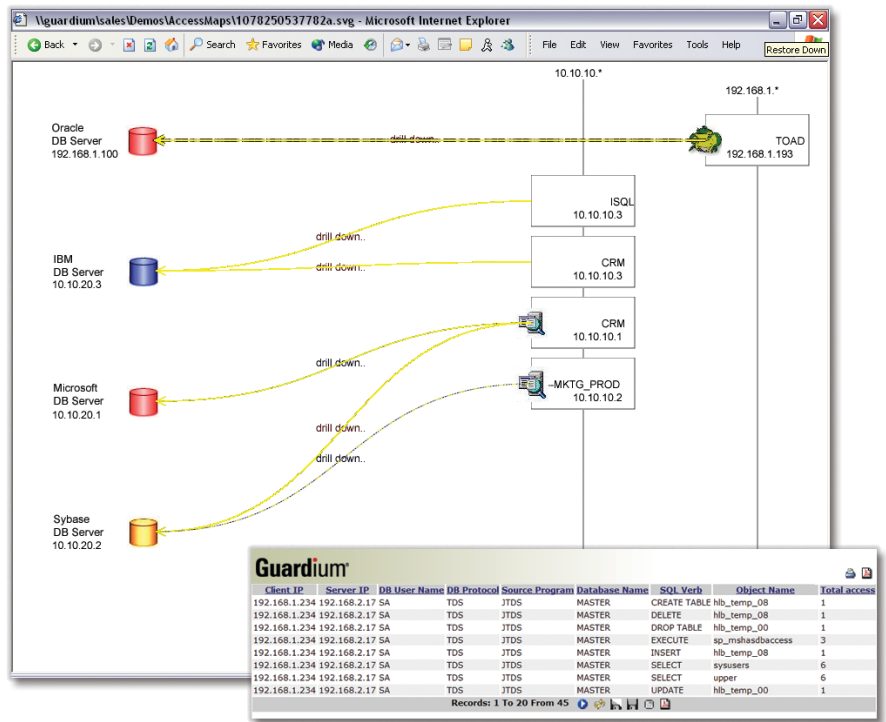 \\guardium\sales\Demos\AccessMaps\1078250537782a.svg - Microsoft Internet Explorer
Back Search Favorites Media File Edit View Favorites Tools Help
Restore Down
10.10.10.*
192.168.1.*
Oracle
DB Server
192.168.1.100
drill down..
TOAD
192.168.1.193
ISQL
10.10.10.3
drill down..
IBM
DB Server
10.10.20.3
drill down..
CRM
10.10.10.3
CRM
10.10.10.1
drill down..
Microsoft
DB Server
10.10.20.1
–MKTG_PROD
10.10.10.2
drill down..
drill down..
Sybase
DB Server
10.10.20.2
Guardium
Client IP Server IP DB User Name DB Protocol Source Program Database Name SQL Verb Object Name Total access
192.168.1.234 192.168.2.17 SA TDS JTDS MASTER CREATE TABLE hlb_temp_08 1
192.168.1.234 192.168.2.17 SA TDS JTDS MASTER DELETE hlb_temp_08 1
192.168.1.234 192.168.2.17 SA TDS JTDS MASTER DROP TABLE hlb_temp_00 1
192.168.1.234 192.168.2.17 SA TDS JTDS MASTER EXECUTE sp_mshasdbaccess 3
192.168.1.234 192.168.2.17 SA TDS JTDS MASTER INSERT hlb_temp_08 1
192.168.1.234 192.168.2.17 SA TDS JTDS MASTER SELECT sysusers 6
192.168.1.234 192.168.2.17 SA TDS JTDS MASTER SELECT upper 6
192.168.1.234 192.168.2.17 SA TDS JTDS MASTER UPDATE hlb_temp_00 1
Records: 1 To 20 From 45